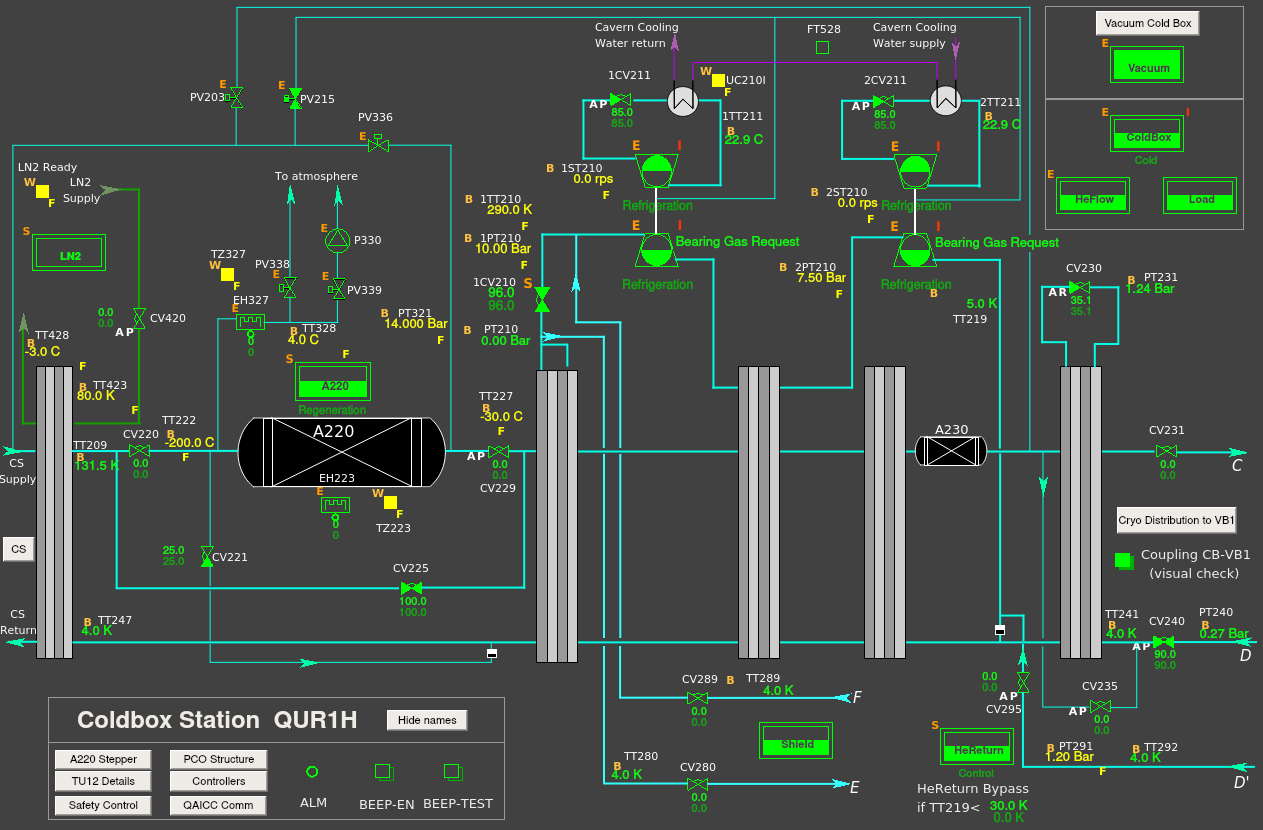 Cavern Cooling
Water return
FT528
Cavern Cooling
Water supply
Vacuum Cold Box
E
Vacuum
PV203
E
E
PV215
PV336
E
1CV211
AP
85.0
85.0
W
UC210I
F
1TT211
B
22.9 C
2CV211
AP
85.0
85.0
2TT211
B
22.9 C
E
I
ColdBox
Cold
E
HeFlow
Load
LN2 Ready
W
F
LN2
Supply
To atmosphere
E
P330
B
1ST210
0.0 rps
F
E
I
Refrigeration
B
2ST210
0.0 rps
F
E
I
Refrigeration
B
1TT210
290.0 K
F
B
1PT210
10.00 Bar
F
E
I
Bearing Gas Request
Refrigeration
E
I
Bearing Gas Request
Refrigeration
S
LN2
TZ327
W
F
PV338
E
E
PV339
1CV210
S
96.0
96.0
B
2PT210
7.50 Bar
F
B
5.0 K
TT219
CV230
AR
35.1
35.1
B
PT231
1.24 Bar
EH327
E
0
0
0.0
0.0
AP
CV420
B
TT328
4.0 C
F
B
PT321
14.000 Bar
F
B
PT210
0.00 Bar
TT428
B
-3.0 C
F
S
A220
Regeneration
B
TT423
80.0 K
F
TT227
B
-30.0 C
F
TT209
B
131.5 K
CV220
0.0
0.0
TT222
B
-200.0 C
F
A220
EH223
AP
0.0
0.0
CV229
A230
CV231
0.0
0.0
C
CS
Supply
E
0
0
W
F
TZ223
CS
Cryo Distribution to VB1
25.0
25.0
CV221
CV225
100.0
100.0
Coupling CB-VB1
(visual check)
CS
Return
B
TT247
4.0 K
TT241
B
4.0 K
CV240
AP
90.0
90.0
PT240
B
0.27 Bar
D
CV289
0.0
0.0
B
TT289
4.0 K
F
0.0
0.0
AP
CV295
CV235
AP
0.0
0.0
Coldbox Station QUR1H
Hide names
Shield
S
HeReturn
Control
B
PT291
1.20 Bar
F
B
TT292
4.0 K
D'
A220 Stepper
PCO Structure
TU12 Details
Controllers
Safety Control
QAICC Comm
ALM
BEEP-EN
BEEP-TEST
TT280
B
4.0 K
CV280
0.0
0.0
E
HeReturn Bypass
if TT219<
30.0 K
0.0 K